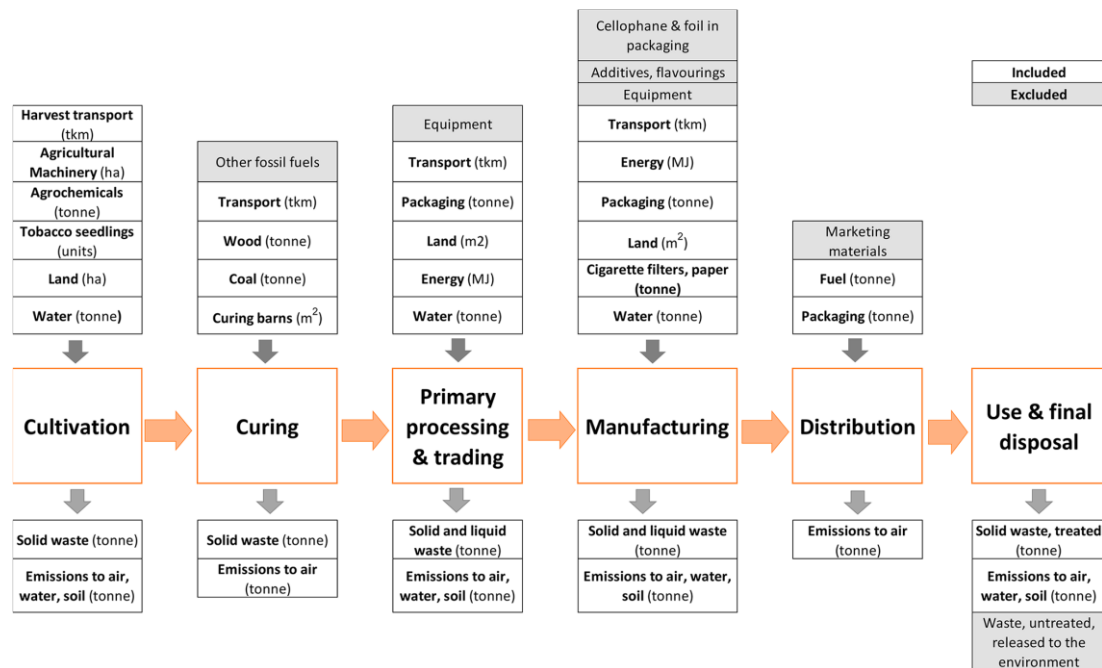 Cellophane & foil in
packaging
Additives, flavourings
Equipment
Transport (tkm)
Energy (MJ)
Packaging (tonne)
Land (m²)
Cigarette filters, paper
(tonne)
Water (tonne)
Included
Excluded
Harvest transport
(tkm)
Agricultural
Machinery (ha)
Agrochemicals
(tonne)
Tobacco seedlings
(units)
Land (ha)
Water (tonne)
Other fossil fuels
Transport (tkm)
Wood (tonne)
Coal (tonne)
Curing barns (m²)
Equipment
Transport (tkm)
Packaging (tonne)
Land (m2)
Energy (MJ)
Water (tonne)
Marketing
materials
Fuel (tonne)
Packaging (tonne)
Cultivation
Curing
Primary
processing
& trading
Manufacturing
Distribution
Use & final
disposal
Solid waste (tonne)
Emissions to air,
water, soil (tonne)
Solid waste (tonne)
Emissions to air
(tonne)
Solid and liquid
waste (tonne)
Emissions to air,
water, soil (tonne)
Solid and liquid waste
(tonne)
Emissions to air, water,
soil (tonne)
Emissions to air
(tonne)
Solid waste, treated
(tonne)
Emissions to air,
water, soil (tonne)
Waste, untreated,
released to the
environment